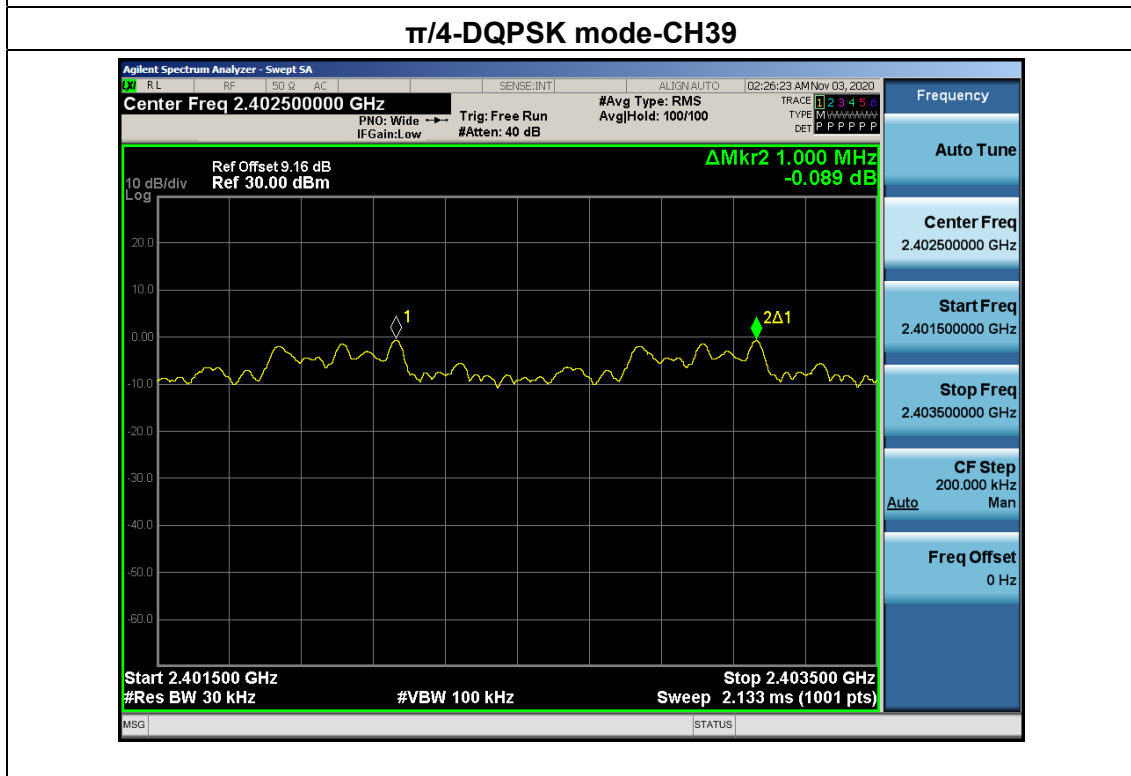 π/4-DQPSK mode-CH39
Agilent Spectrum Analyzer - Swept SA
LXI RL RF 50 Ω AC SENSE:INT ALIGN AUTO 02:26:23 AM Nov 03, 2020
Center Freq 2.402500000 GHz
PNO: Wide
IFGain:Low
Trig: Free Run
#Atten: 40 dB
#Avg Type: RMS
Avg|Hold: 100/100
TRACE 1 2 3 4 5 6
TYPE M W W W W W
DET P P P P P P
ΔMkr2 1.000 MHz
-0.089 dB
Ref Offset 9.16 dB
10 dB/div Ref 30.00 dBm
Log
20.0
10.0
0.00
-10.0
-20.0
-30.0
-40.0
-50.0
-60.0
1
2Δ1
Start 2.401500 GHz Stop 2.403500 GHz
#Res BW 30 kHz #VBW 100 kHz Sweep 2.133 ms (1001 pts)
MSG STATUS
Frequency
Auto Tune
Center Freq
2.402500000 GHz
Start Freq
2.401500000 GHz
Stop Freq
2.403500000 GHz
CF Step
200.000 kHz
Auto Man
Freq Offset
0 Hz